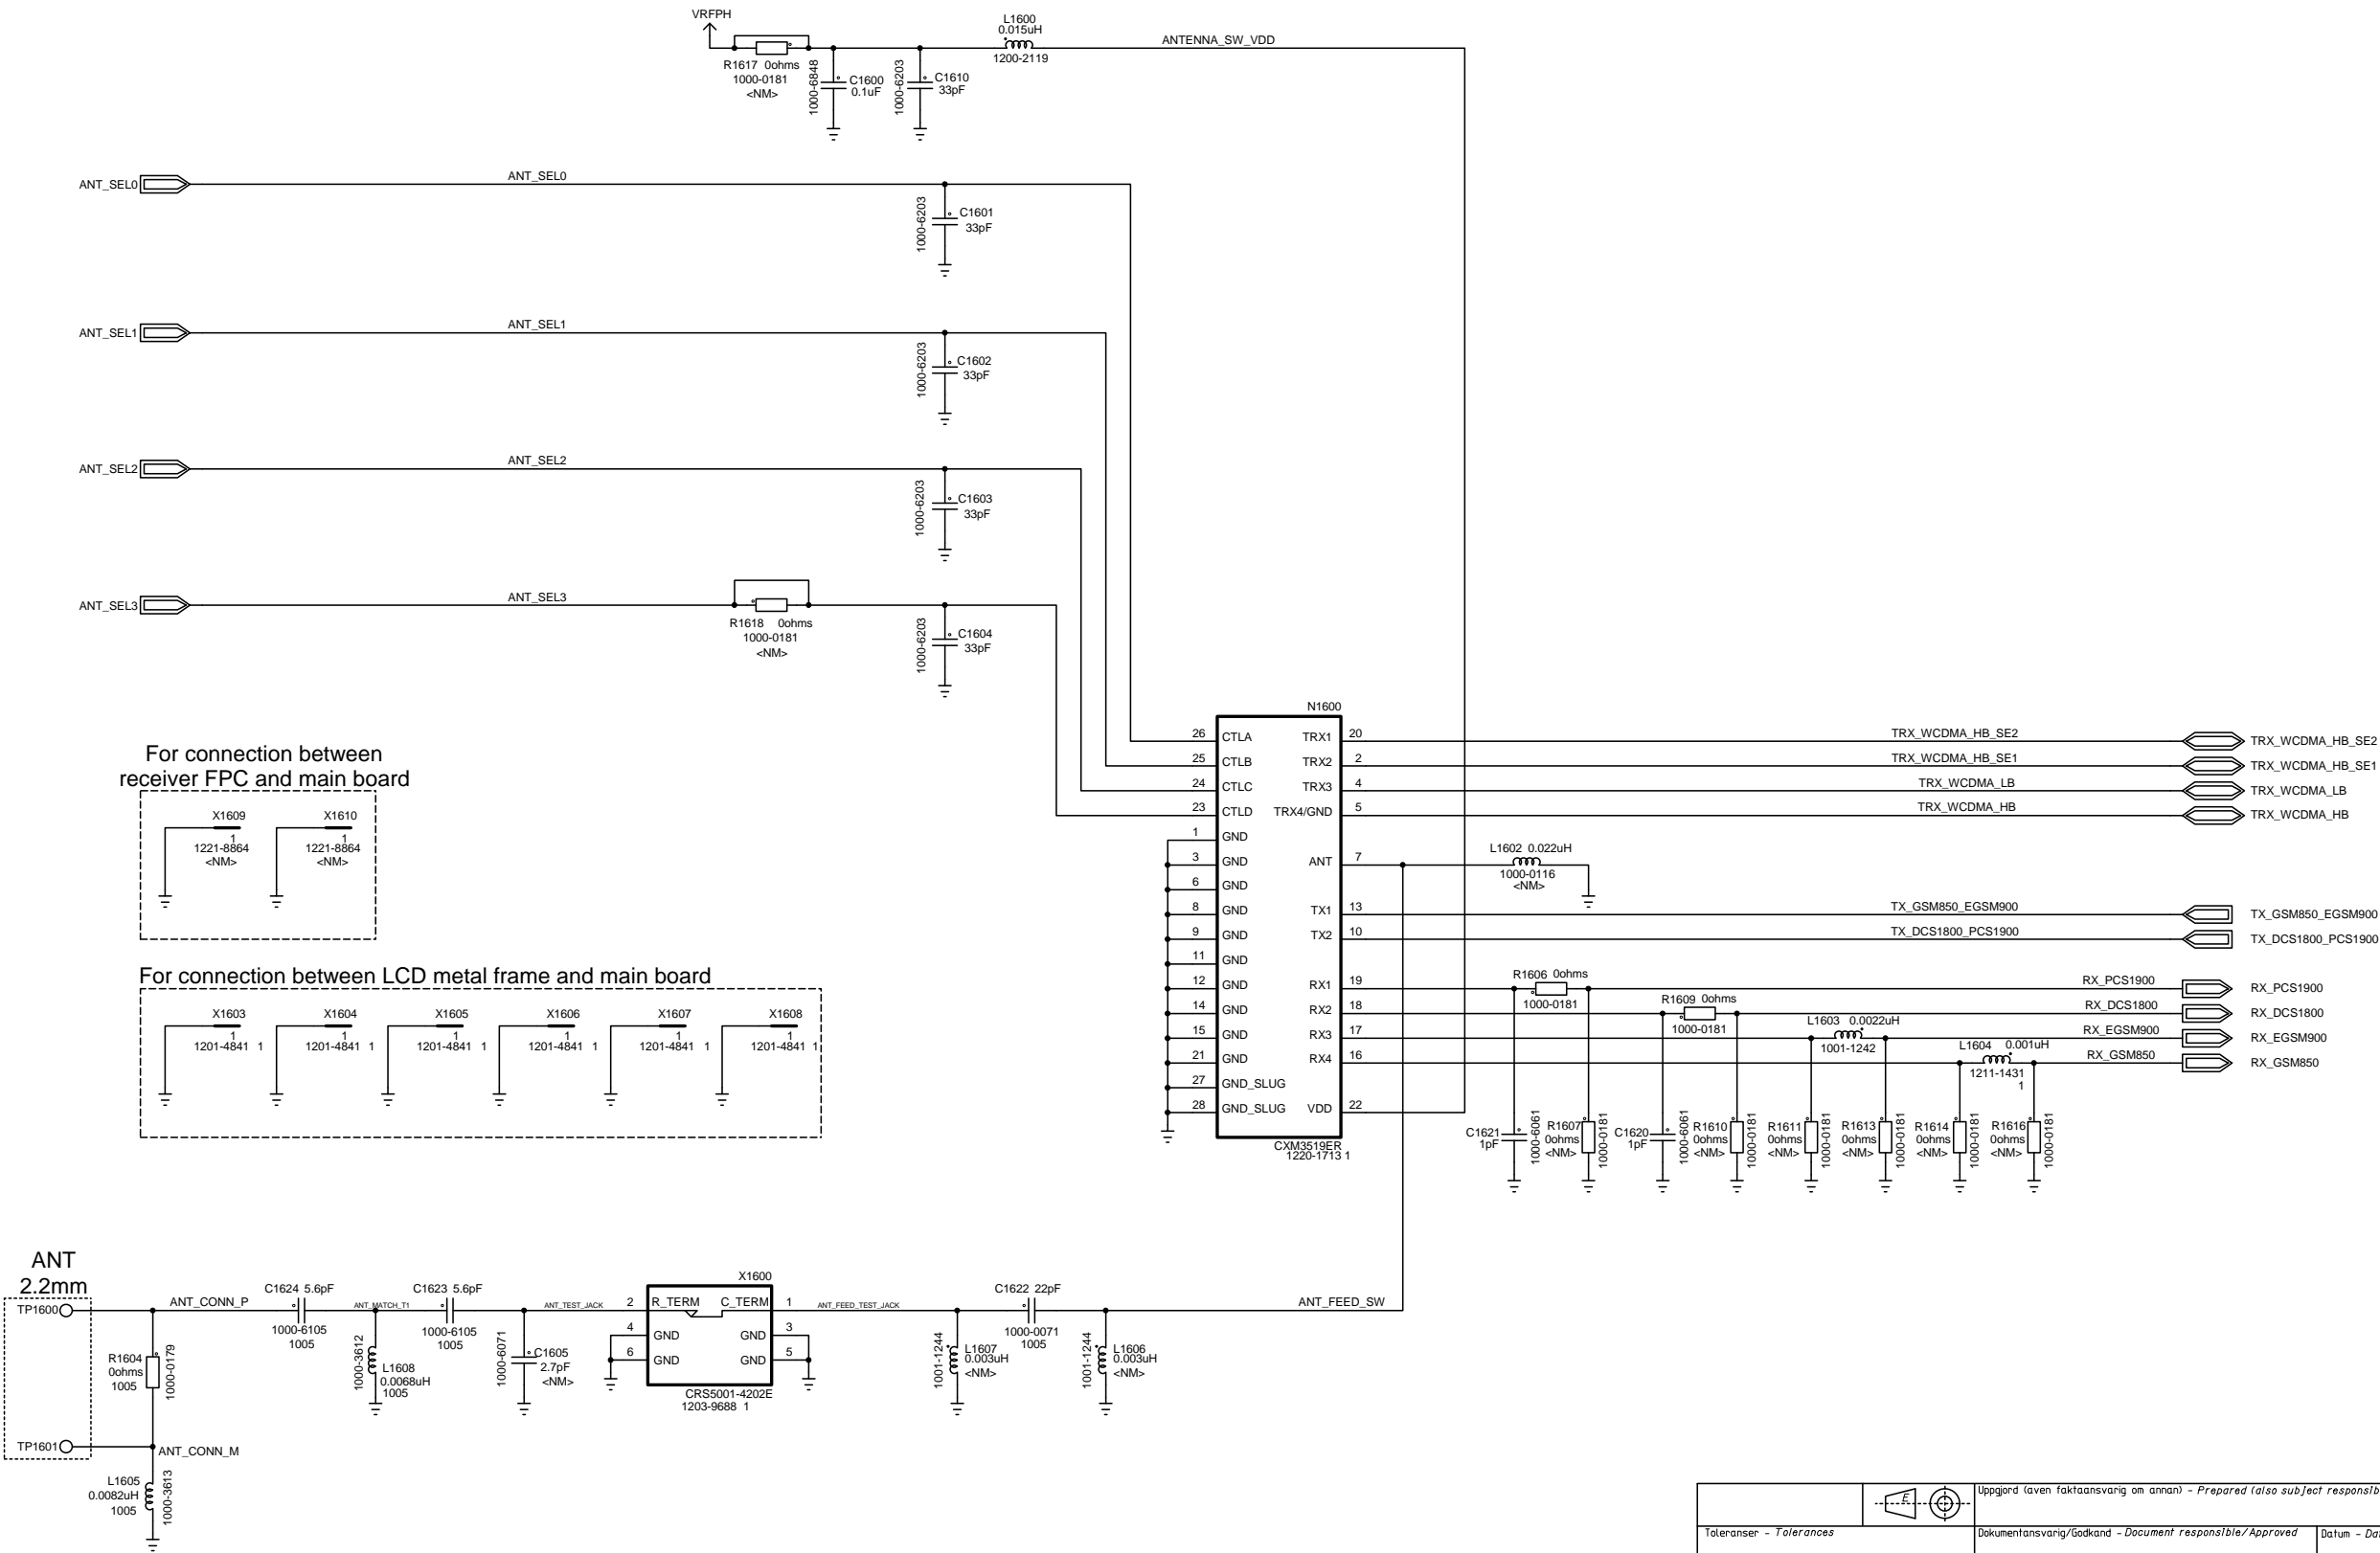 VRFPH
R1617 0ohms
1000-0181
<NM>
1000-6848
C1600
0.1uF
1000-6203
C1610
33pF
L1600
0.015uH
1200-2119
ANTENNA_SW_VDD
ANT_SEL0
ANT_SEL0
1000-6203
C1601
33pF
ANT_SEL1
ANT_SEL1
1000-6203
C1602
33pF
ANT_SEL2
ANT_SEL2
1000-6203
C1603
33pF
ANT_SEL3
ANT_SEL3
R1618 0ohms
1000-0181
<NM>
1000-6203
C1604
33pF
For connection between
receiver FPC and main board
X1609
1
1221-8864
<NM>
X1610
1
1221-8864
<NM>
For connection between LCD metal frame and main board
X1603
1
1201-4841 1
X1604
1
1201-4841 1
X1605
1
1201-4841 1
X1606
1
1201-4841 1
X1607
1
1201-4841 1
X1608
1
1201-4841 1
N1600
26 CTLA TRX1 20
25 CTLB TRX2 2
24 CTLC TRX3 4
23 CTLD TRX4/GND 5
1 GND
3 GND ANT 7
6 GND
8 GND TX1 13
9 GND TX2 10
11 GND
12 GND RX1 19
14 GND RX2 18
15 GND RX3 17
21 GND RX4 16
27 GND_SLUG
28 GND_SLUG VDD 22
CXM3519ER
1220-1713 1
TRX_WCDMA_HB_SE2 TRX_WCDMA_HB_SE2
TRX_WCDMA_HB_SE1 TRX_WCDMA_HB_SE1
TRX_WCDMA_LB TRX_WCDMA_LB
TRX_WCDMA_HB TRX_WCDMA_HB
L1602 0.022uH
1000-0116
<NM>
TX_GSM850_EGSM900 TX_GSM850_EGSM900
TX_DCS1800_PCS1900 TX_DCS1800_PCS1900
R1606 0ohms
1000-0181
RX_PCS1900 RX_PCS1900
R1609 0ohms
1000-0181
RX_DCS1800 RX_DCS1800
L1603 0.0022uH
1001-1242
RX_EGSM900 RX_EGSM900
L1604 0.001uH
1211-1431
1
RX_GSM850 RX_GSM850
C1621
1pF
1000-6061
R1607
0ohms
<NM>
1000-0181
C1620
1pF
1000-6061
R1610
0ohms
<NM>
1000-0181
R1611
0ohms
<NM>
1000-0181
R1613
0ohms
<NM>
1000-0181
R1614
0ohms
<NM>
1000-0181
R1616
0ohms
<NM>
1000-0181
ANT
2.2mm
TP1600
ANT_CONN_P
R1604
0ohms
1005
1000-0179
TP1601
ANT_CONN_M
L1605
0.0082uH
1005
1000-3613
C1624 5.6pF
1000-6105
1005
ANT_MATCH_T1
1000-3612
L1608
0.0068uH
1005
C1623 5.6pF
1000-6105
1005
ANT_TEST_JACK
1000-6071
C1605
2.7pF
<NM>
X1600
2 R_TERM C_TERM 1
4 GND GND 3
6 GND GND 5
CRS5001-4202E
1203-9688 1
ANT_FEED_TEST_JACK
1001-1244
L1607
0.003uH
<NM>
C1622 22pF
1000-0071
1005
1001-1244
L1606
0.003uH
<NM>
ANT_FEED_SW
E
Uppgjord (aven faktaansvarig om annan) - Prepared (also subject responsib
Toleranser - Tolerances
Dokumentansvarig/Godkand - Document responsible/Approved
Datum - Da